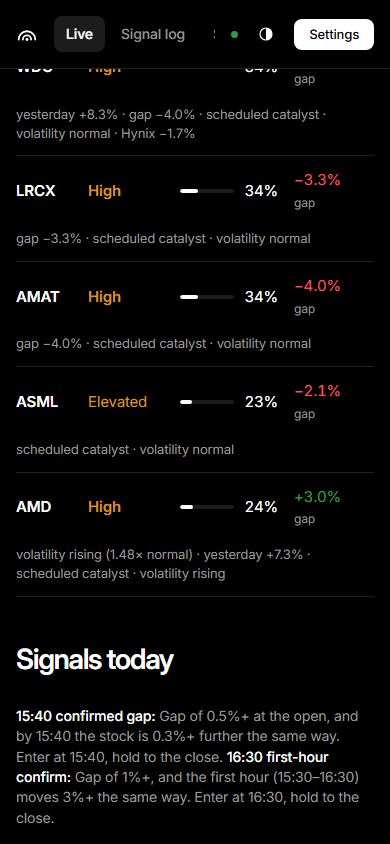 Live Signal log Settings
WDC High 34%
gap
yesterday +8.3% · gap −4.0% · scheduled catalyst ·
volatility normal · Hynix −1.7%
LRCX High 34% −3.3%
gap
gap −3.3% · scheduled catalyst · volatility normal
AMAT High 34% −4.0%
gap
gap −4.0% · scheduled catalyst · volatility normal
ASML Elevated 23% −2.1%
gap
scheduled catalyst · volatility normal
AMD High 24% +3.0%
gap
volatility rising (1.48× normal) · yesterday +7.3% ·
scheduled catalyst · volatility rising
Signals today
15:40 confirmed gap: Gap of 0.5%+ at the open, and
by 15:40 the stock is 0.3%+ further the same way.
Enter at 15:40, hold to the close. 16:30 first-hour
confirm: Gap of 1%+, and the first hour (15:30–16:30)
moves 3%+ the same way. Enter at 16:30, hold to the
close.